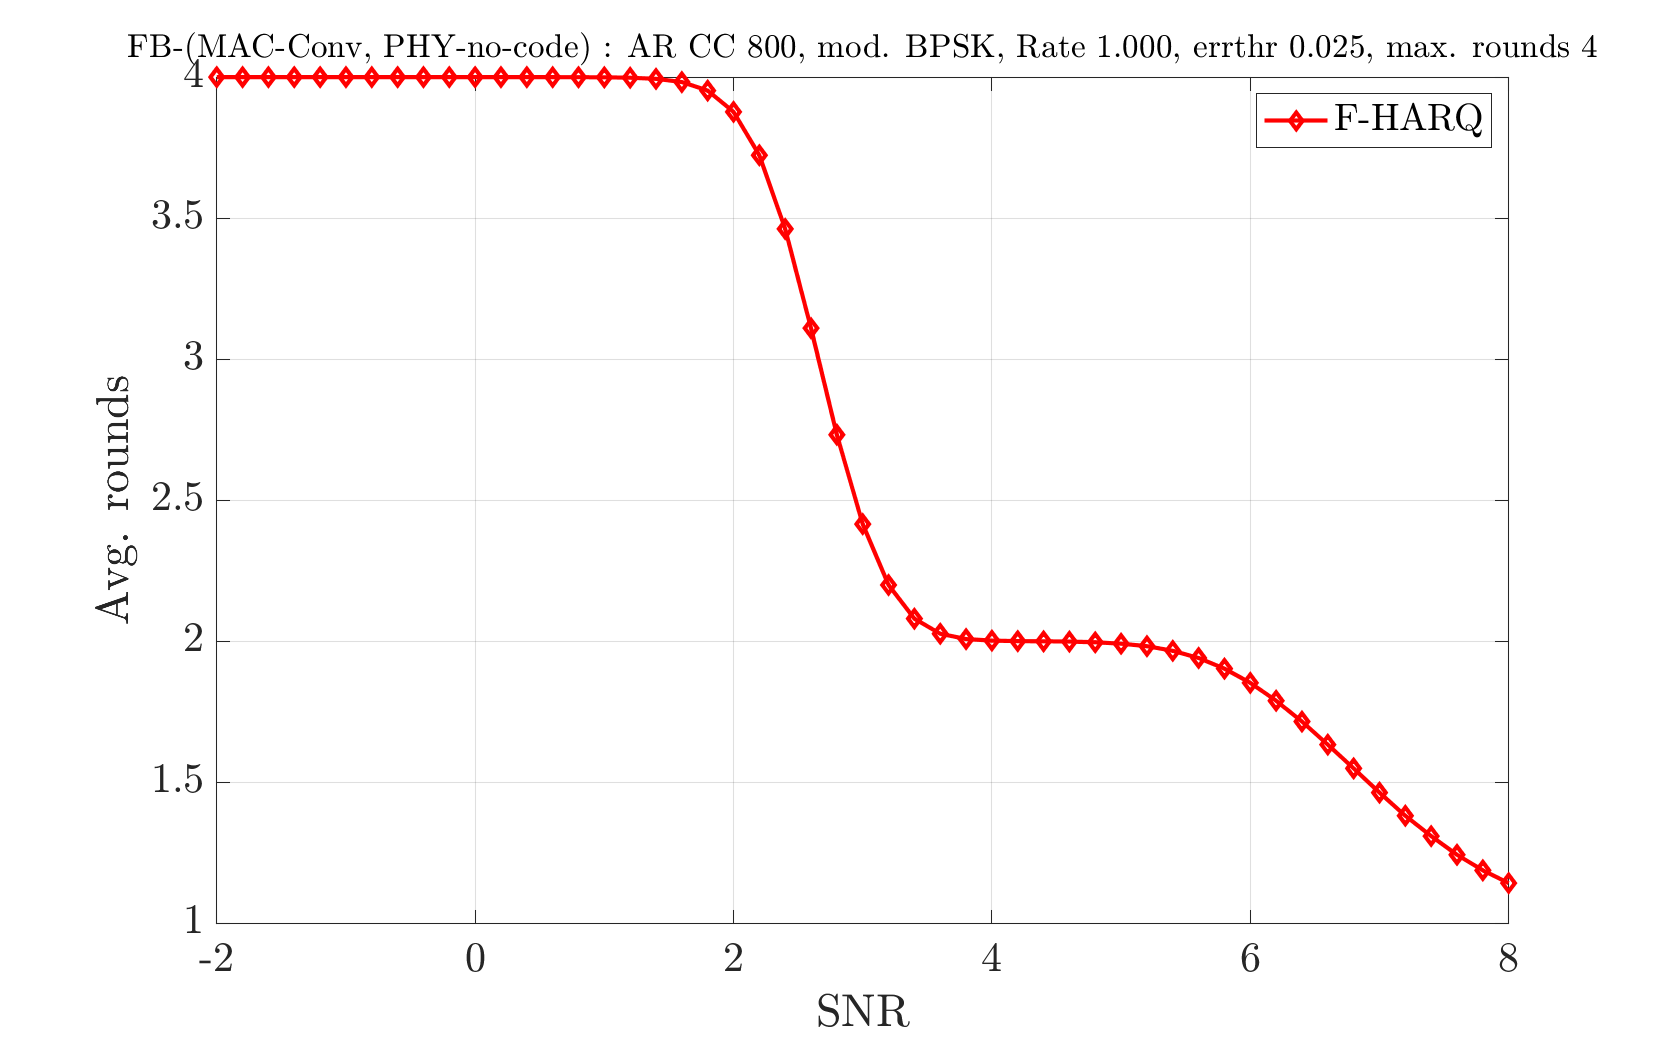 FB-(MAC-Conv, PHY-no-code) : AR CC 800, mod. BPSK, Rate 1.000, errthr 0.025, max. rounds 4
F-HARQ
Avg. rounds
4
3.5
3
2.5
2
1.5
1
-2 0 2 4 6 8
SNR